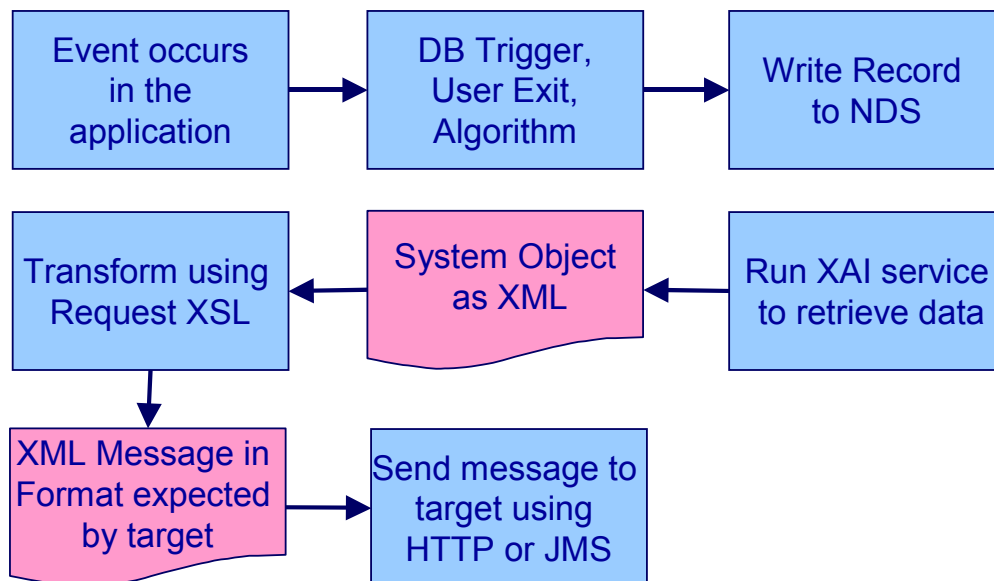 Event occurs
in the
application
DB Trigger,
User Exit,
Algorithm
Write Record
to NDS
Transform using
Request XSL
System Object
as XML
Run XAI service
to retrieve data
XML Message in
Format expected
by target
Send message to
target using
HTTP or JMS